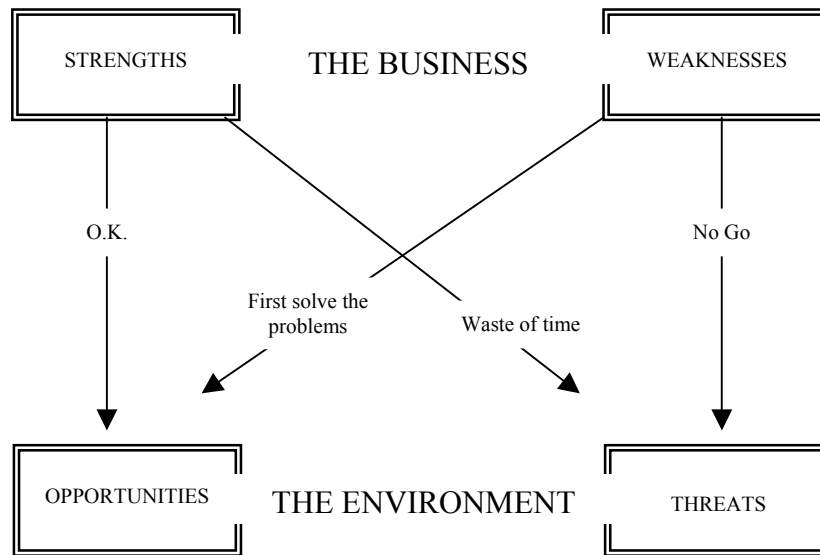 STRENGTHS
THE BUSINESS
WEAKNESSES
O.K.
No Go
First solve the
problems
Waste of time
OPPORTUNITIES
THE ENVIRONMENT
THREATS